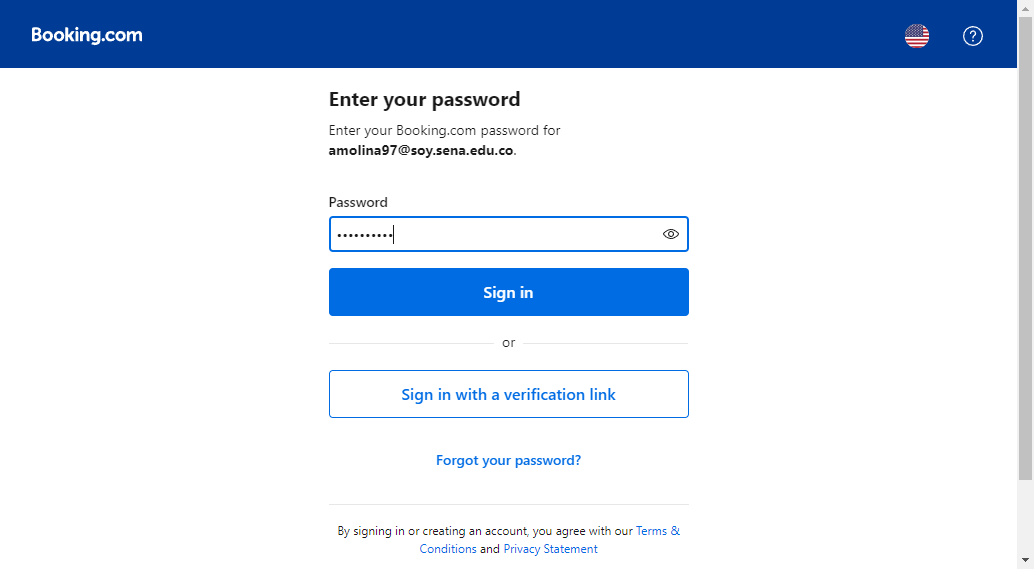 Booking.com
Enter your password
Enter your Booking.com password for
amolina97@soy.sena.edu.co.
Password
••••••••••
Sign in
or
Sign in with a verification link
Forgot your password?
By signing in or creating an account, you agree with our Terms &
Conditions and Privacy Statement